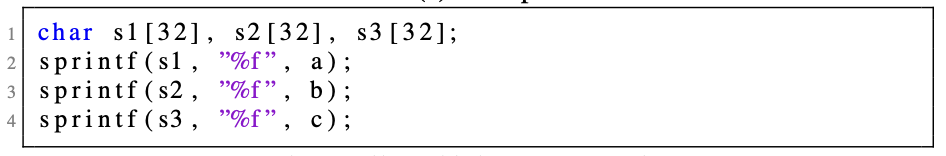 1 char s1[32], s2[32], s3[32];
2 sprintf(s1, ”%f”, a);
3 sprintf(s2, ”%f”, b);
4 sprintf(s3, ”%f”, c);